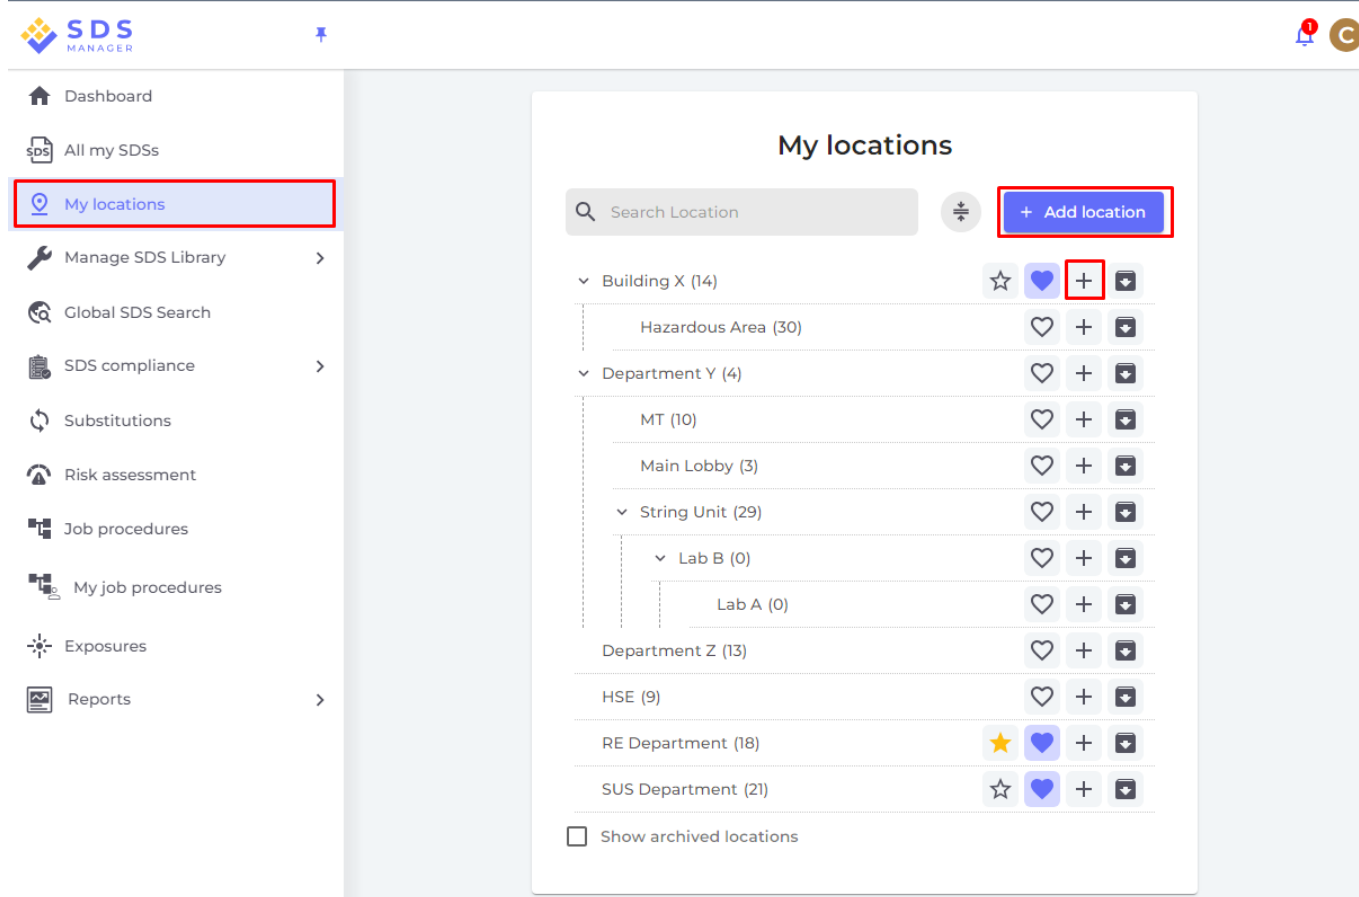 SDS
MANAGER
1
C
Dashboard
SDS
All my SDSs
My locations
Manage SDS Library
Global SDS Search
SDS compliance
Substitutions
Risk assessment
Job procedures
My job procedures
Exposures
Reports
My locations
Search Location
+ Add location
Building X (14)
Hazardous Area (30)
Department Y (4)
MT (10)
Main Lobby (3)
String Unit (29)
Lab B (0)
Lab A (0)
Department Z (13)
HSE (9)
RE Department (18)
SUS Department (21)
Show archived locations